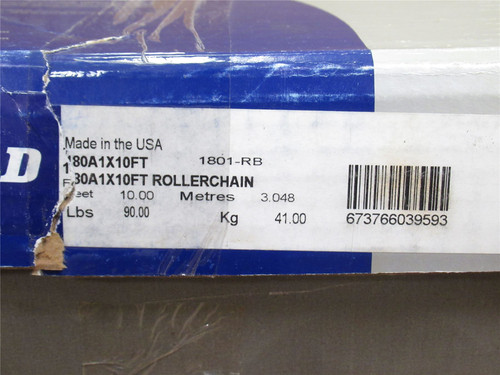 D
Made in the USA
180A1X10FT 1801-RB
180A1X10FT ROLLERCHAIN
Feet 10.00 Metres 3.048
Lbs 90.00 Kg 41.00
673766039593